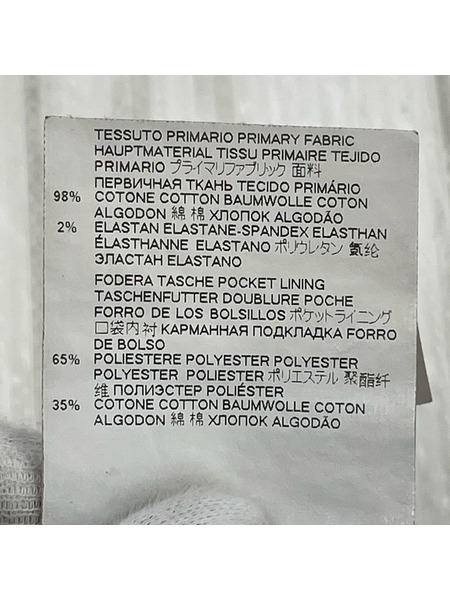 TESSUTO PRIMARIO PRIMARY FABRIC
HAUPTMATERIAL TISSU PRIMAIRE TEJIDO
PRIMARIO プライマリファブリック 面料
ПЕРВИЧНАЯ ТКАНЬ TECIDO PRIMÁRIO
98% COTONE COTTON BAUMWOLLE COTON
ALGODON 綿 棉 ХЛОПОК ALGODÃO
2% ELASTAN ELASTANE-SPANDEX ELASTHAN
ÉLASTHANNE ELASTANO ポリウレタン 氨纶
ЭЛАСТАН ELASTANO
FODERA TASCHE POCKET LINING
TASCHENFUTTER DOUBLURE POCHE
FORRO DE LOS BOLSILLOS ポケットライニング
口袋内衬 КАРМАННАЯ ПОДКЛАДКА FORRO
DE BOLSO
65% POLIESTERE POLYESTER POLYESTER
POLYESTER POLIESTER ポリエステル 聚酯纤
维 ПОЛИЭСТЕР POLIÉSTER
35% COTONE COTTON BAUMWOLLE COTON
ALGODON 綿 棉 ХЛОПОК ALGODÃO